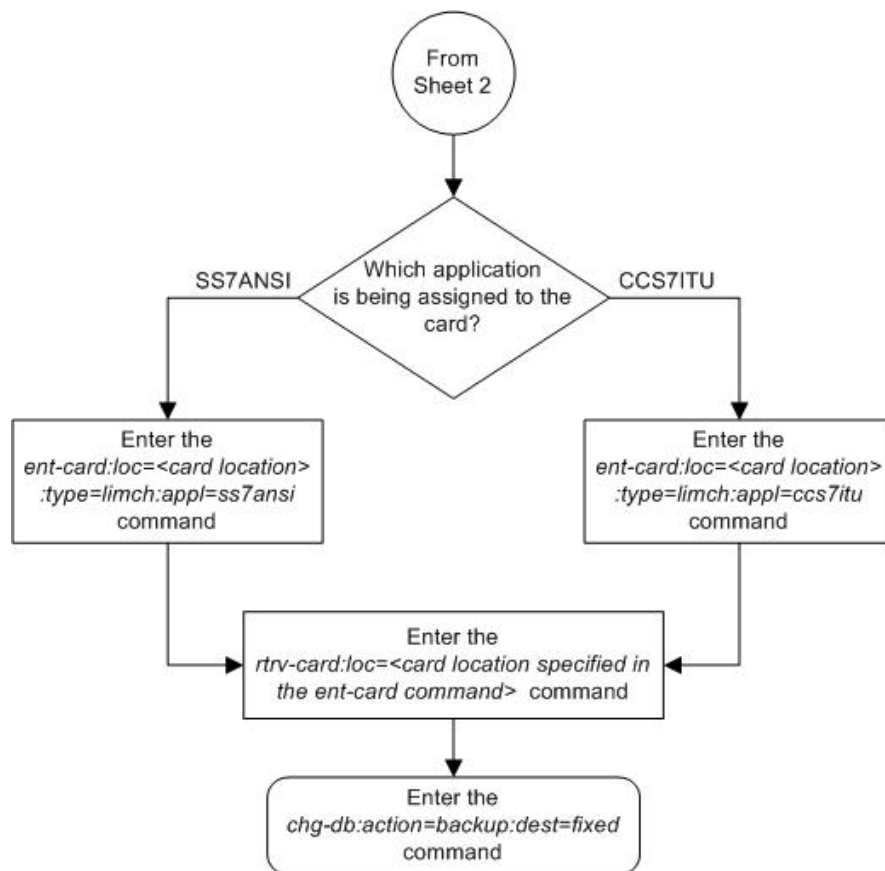 From
Sheet 2
Which application
is being assigned to the
card?
SS7ANSI
CCS7ITU
Enter the
ent-card:loc=<card location>
:type=limch:appl=ss7ansi
command
Enter the
ent-card:loc=<card location>
:type=limch:appl=ccs7itu
command
Enter the
rtrv-card:loc=<card location specified in
the ent-card command> command
Enter the
chg-db:action=backup:dest=fixed
command